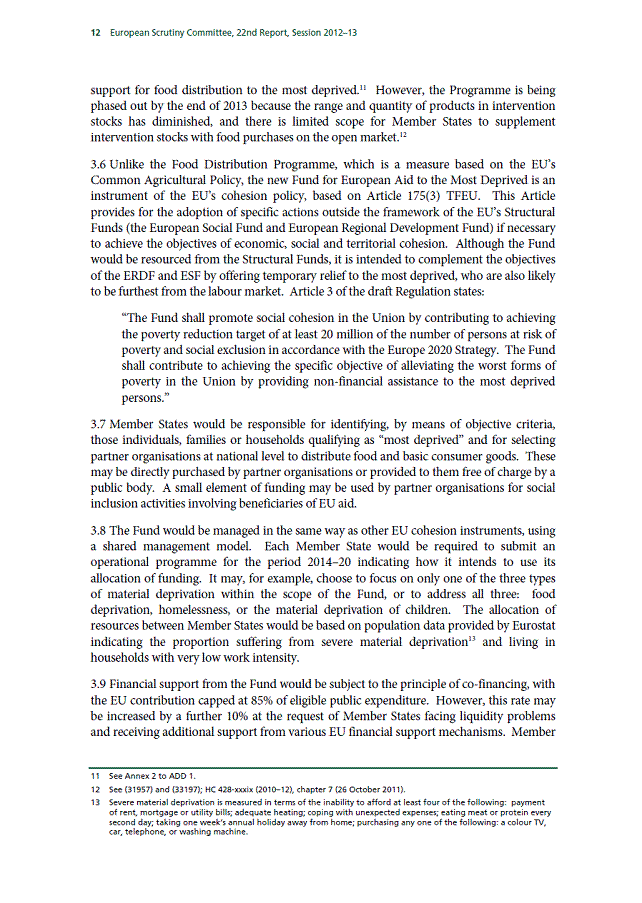 12 European Scrutiny Committee, 22nd Report, Session 2012–13
support for food distribution to the most deprived.11 However, the Programme is being
phased out by the end of 2013 because the range and quantity of products in intervention
stocks has diminished, and there is limited scope for Member States to supplement
intervention stocks with food purchases on the open market.12
3.6 Unlike the Food Distribution Programme, which is a measure based on the EU’s
Common Agricultural Policy, the new Fund for European Aid to the Most Deprived is an
instrument of the EU’s cohesion policy, based on Article 175(3) TFEU. This Article
provides for the adoption of specific actions outside the framework of the EU’s Structural
Funds (the European Social Fund and European Regional Development Fund) if necessary
to achieve the objectives of economic, social and territorial cohesion. Although the Fund
would be resourced from the Structural Funds, it is intended to complement the objectives
of the ERDF and ESF by offering temporary relief to the most deprived, who are also likely
to be furthest from the labour market. Article 3 of the draft Regulation states:
“The Fund shall promote social cohesion in the Union by contributing to achieving
the poverty reduction target of at least 20 million of the number of persons at risk of
poverty and social exclusion in accordance with the Europe 2020 Strategy. The Fund
shall contribute to achieving the specific objective of alleviating the worst forms of
poverty in the Union by providing non-financial assistance to the most deprived
persons.”
3.7 Member States would be responsible for identifying, by means of objective criteria,
those individuals, families or households qualifying as “most deprived” and for selecting
partner organisations at national level to distribute food and basic consumer goods. These
may be directly purchased by partner organisations or provided to them free of charge by a
public body. A small element of funding may be used by partner organisations for social
inclusion activities involving beneficiaries of EU aid.
3.8 The Fund would be managed in the same way as other EU cohesion instruments, using
a shared management model. Each Member State would be required to submit an
operational programme for the period 2014–20 indicating how it intends to use its
allocation of funding. It may, for example, choose to focus on only one of the three types
of material deprivation within the scope of the Fund, or to address all three: food
deprivation, homelessness, or the material deprivation of children. The allocation of
resources between Member States would be based on population data provided by Eurostat
indicating the proportion suffering from severe material deprivation13 and living in
households with very low work intensity.
3.9 Financial support from the Fund would be subject to the principle of co-financing, with
the EU contribution capped at 85% of eligible public expenditure. However, this rate may
be increased by a further 10% at the request of Member States facing liquidity problems
and receiving additional support from various EU financial support mechanisms. Member
11 See Annex 2 to ADD 1.
12 See (31957) and (33197); HC 428-xxxix (2010–12), chapter 7 (26 October 2011).
13 Severe material deprivation is measured in terms of the inability to afford at least four of the following: payment
of rent, mortgage or utility bills; adequate heating; coping with unexpected expenses; eating meat or protein every
second day; taking one week’s annual holiday away from home; purchasing any one of the following: a colour TV,
car, telephone, or washing machine.